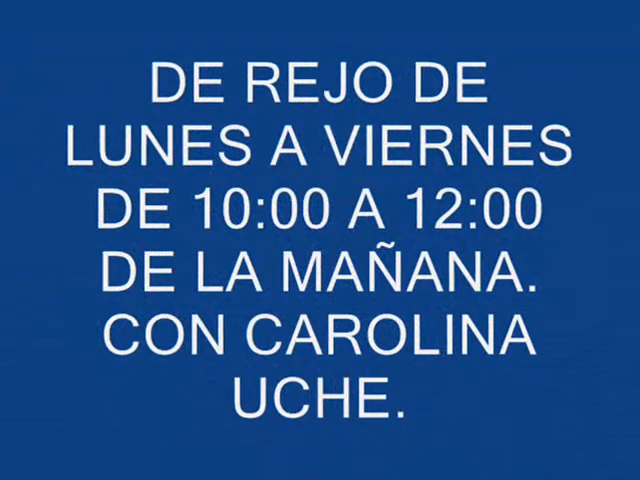 DE REJO DE
LUNES A VIERNES
DE 10:00 A 12:00
DE LA MAÑANA.
CON CAROLINA
UCHE.